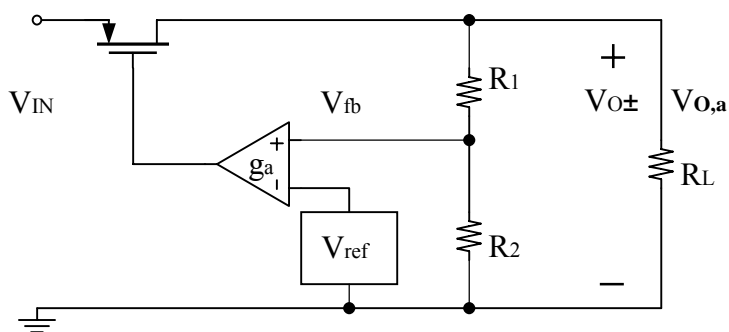 VIN
Vfb
R1
+
VO±
VO,a
+
ga
-
RL
Vref
R2
−